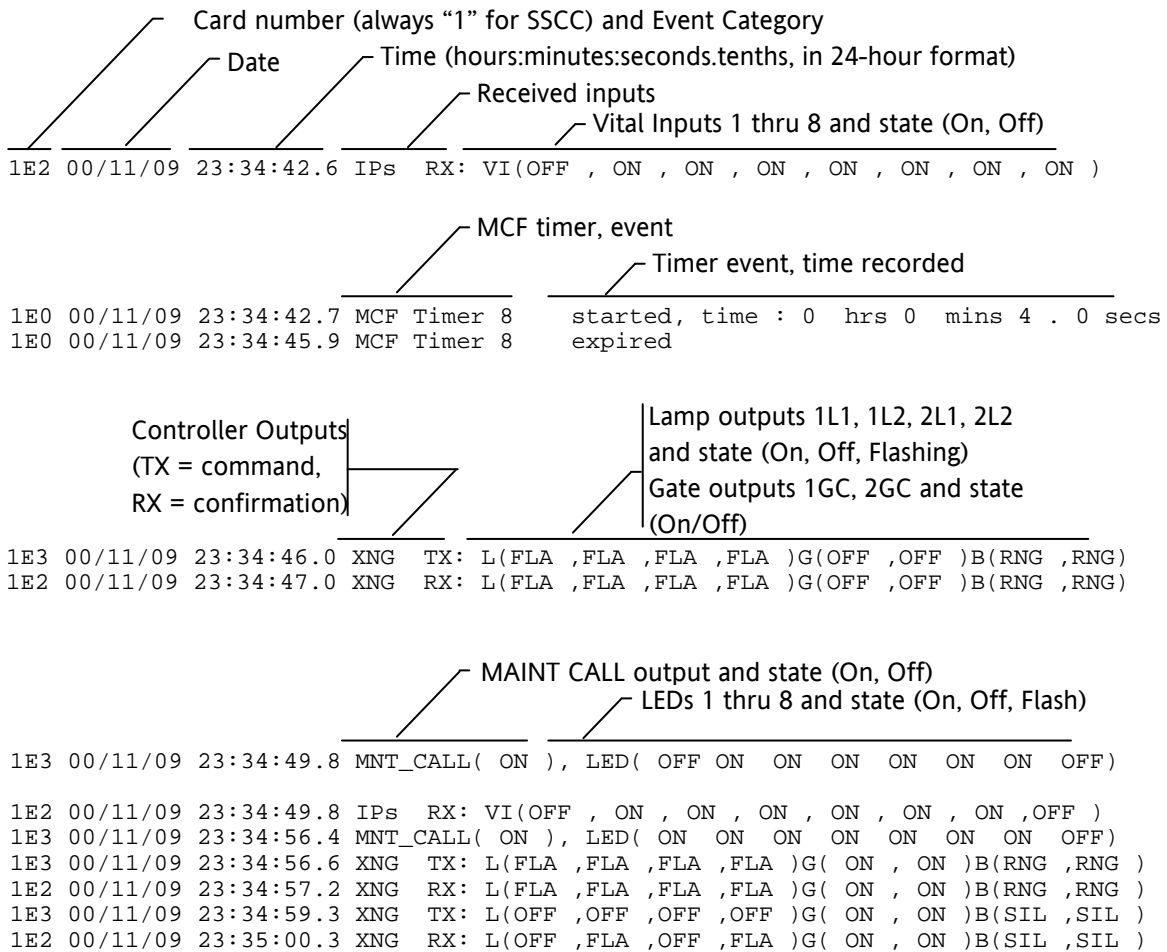 Card number (always “1” for SSCC) and Event Category
Date
Time (hours:minutes:seconds.tenths, in 24-hour format)
Received inputs
Vital Inputs 1 thru 8 and state (On, Off)
1E2 00/11/09 23:34:42.6 IPs RX: VI(OFF , ON , ON , ON , ON , ON , ON , ON )
MCF timer, event
Timer event, time recorded
1E0 00/11/09 23:34:42.7 MCF Timer 8 started, time : 0 hrs 0 mins 4 . 0 secs
1E0 00/11/09 23:34:45.9 MCF Timer 8 expired
Controller Outputs
(TX = command,
RX = confirmation)
Lamp outputs 1L1, 1L2, 2L1, 2L2
and state (On, Off, Flashing)
Gate outputs 1GC, 2GC and state
(On/Off)
1E3 00/11/09 23:34:46.0 XNG TX: L(FLA ,FLA ,FLA ,FLA )G(OFF ,OFF )B(RNG ,RNG)
1E2 00/11/09 23:34:47.0 XNG RX: L(FLA ,FLA ,FLA ,FLA )G(OFF ,OFF )B(RNG ,RNG)
MAINT CALL output and state (On, Off)
LEDs 1 thru 8 and state (On, Off, Flash)
1E3 00/11/09 23:34:49.8 MNT_CALL( ON ), LED( OFF ON ON ON ON ON ON OFF)
1E2 00/11/09 23:34:49.8 IPs RX: VI(OFF , ON , ON , ON , ON , ON , ON ,OFF )
1E3 00/11/09 23:34:56.4 MNT_CALL( ON ), LED( ON ON ON ON ON ON ON OFF)
1E3 00/11/09 23:34:56.6 XNG TX: L(FLA ,FLA ,FLA ,FLA )G( ON , ON )B(RNG ,RNG )
1E2 00/11/09 23:34:57.2 XNG RX: L(FLA ,FLA ,FLA ,FLA )G( ON , ON )B(RNG ,RNG )
1E3 00/11/09 23:34:59.3 XNG TX: L(OFF ,OFF ,OFF ,OFF )G( ON , ON )B(SIL ,SIL )
1E2 00/11/09 23:35:00.3 XNG RX: L(OFF ,FLA ,OFF ,FLA )G( ON , ON )B(SIL ,SIL )